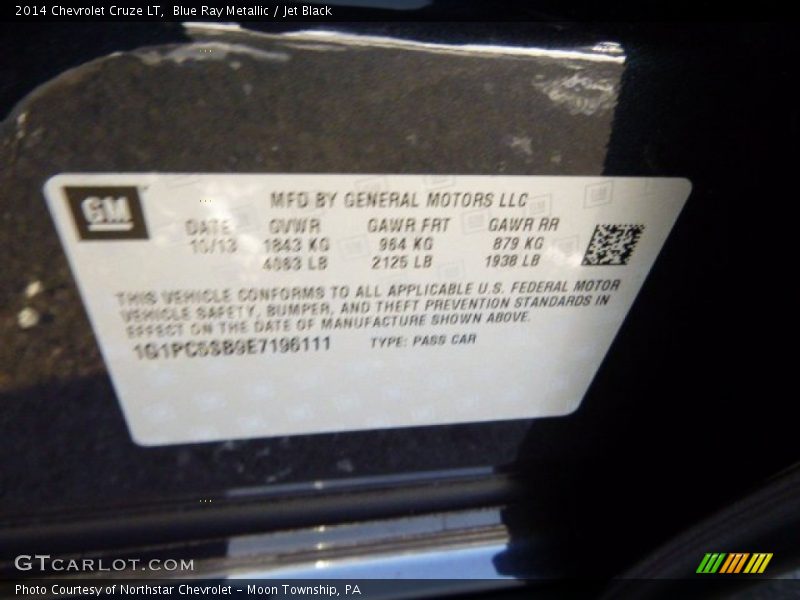 2014 Chevrolet Cruze LT, Blue Ray Metallic / Jet Black
GM
MFD BY GENERAL MOTORS LLC
DATE GVWR GAWR FRT GAWR RR
10/13 1843 KG 964 KG 879 KG
4063 LB 2125 LB 1938 LB
THIS VEHICLE CONFORMS TO ALL APPLICABLE U.S. FEDERAL MOTOR
VEHICLE SAFETY, BUMPER, AND THEFT PREVENTION STANDARDS IN
EFFECT ON THE DATE OF MANUFACTURE SHOWN ABOVE.
1G1PC5SB9E7196111 TYPE: PASS CAR
GTCARLOT.COM
Photo Courtesy of Northstar Chevrolet - Moon Township, PA